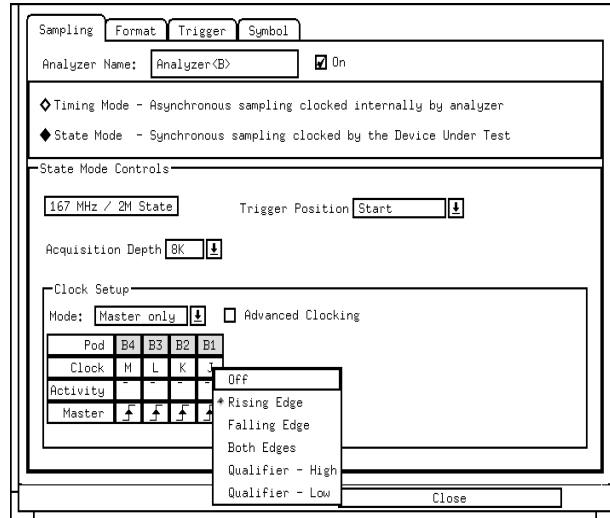 Sampling Format Trigger Symbol
Analyzer Name: Analyzer<B> On
Timing Mode - Asynchronous sampling clocked internally by analyzer
State Mode - Synchronous sampling clocked by the Device Under Test
State Mode Controls
167 MHz / 2M State Trigger Position Start
Acquisition Depth 8K
Clock Setup
Mode: Master only Advanced Clocking
Pod B4 B3 B2 B1
Clock M L K J
Activity
Master
Off
Rising Edge
Falling Edge
Both Edges
Qualifier - High
Qualifier - Low
Close